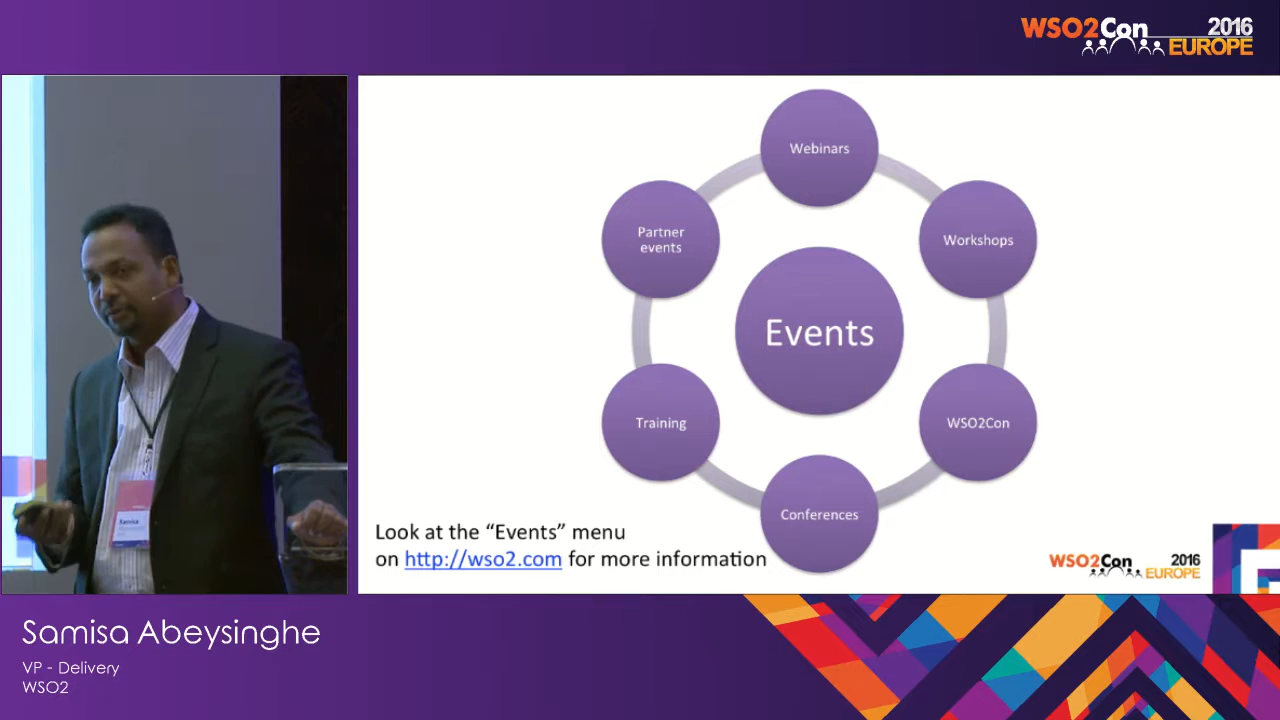 WSO2Con 2016
EUROPE
Webinars
Partner
events
Workshops
Events
Training
WSO2Con
Conferences
Look at the “Events” menu
on http://wso2.com for more information
WSO2Con 2016
EUROPE
Samisa
Samisa Abeysinghe
VP - Delivery
WSO2